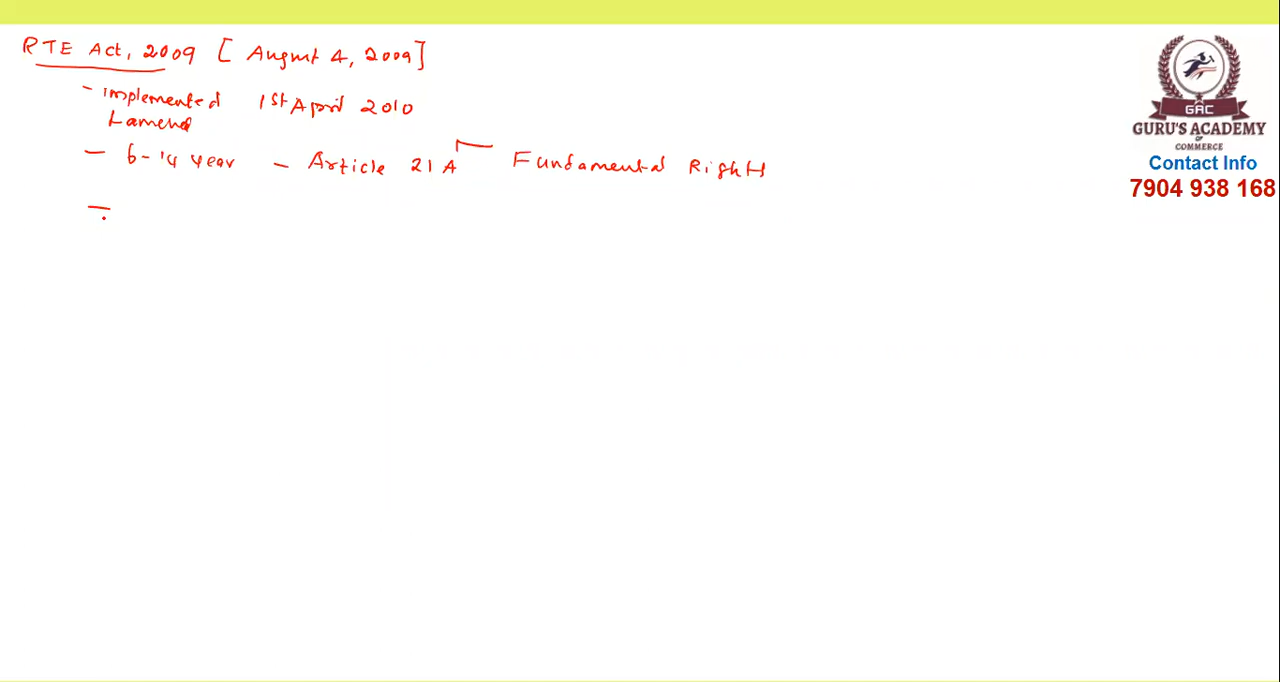 RTE Act, 2009 [August 4, 2009]
- Implemented 1st April 2010
- 6-14 year - Article 21A Fundamental Right
GAC
GURU'S ACADEMY
OF
COMMERCE
Contact Info
7904 938 168